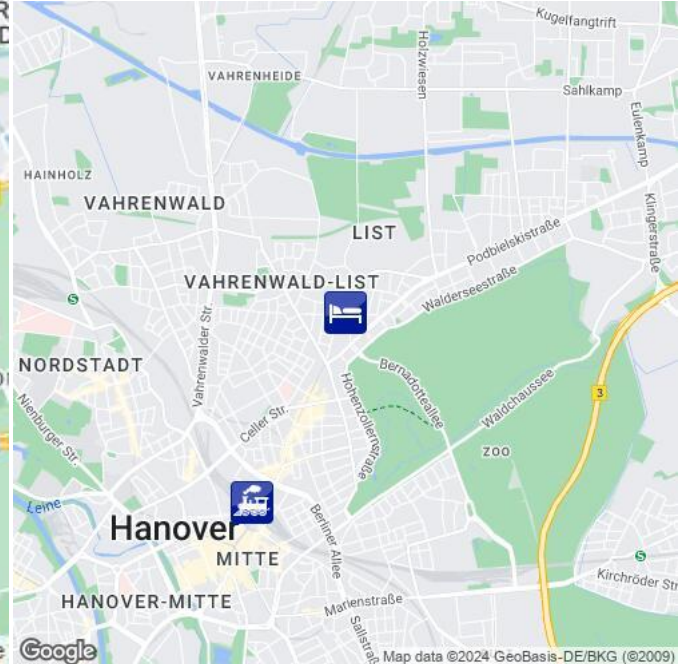 Kugelfangtrift
Holzwiesen
VAHRENHEIDE
Sahlkamp
Eulenkamp
HAINHOLZ
VAHRENWALD
Klingerstraße
LIST
Podbielskistraße
VAHRENWALD-LIST
Walderseestraße
S
Vahrenwalder Str.
NORDSTADT
Bernadotteallee
Hohenzollernstraße
Waldchaussee
3
Nienburger Str.
Celler Str.
ZOO
Leine
Hanover
Berliner Allee
MITTE
S
Kirchröder Str
HANOVER-MITTE
Marienstraße
Sallstraß
Google
Map data ©2024 GeoBasis-DE/BKG (©2009)